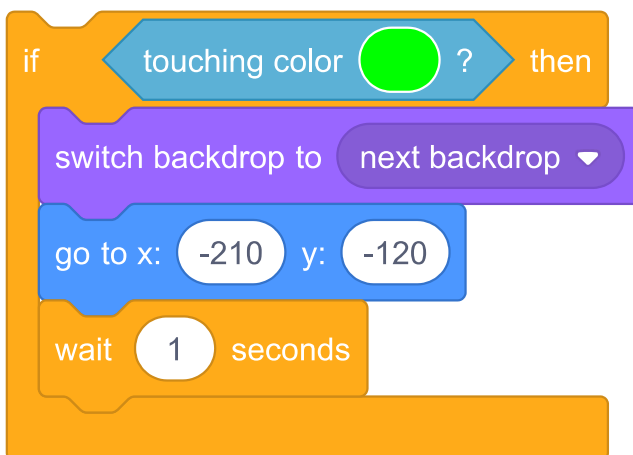 if touching color ? then
switch backdrop to next backdrop
go to x: -210 y: -120
wait 1 seconds